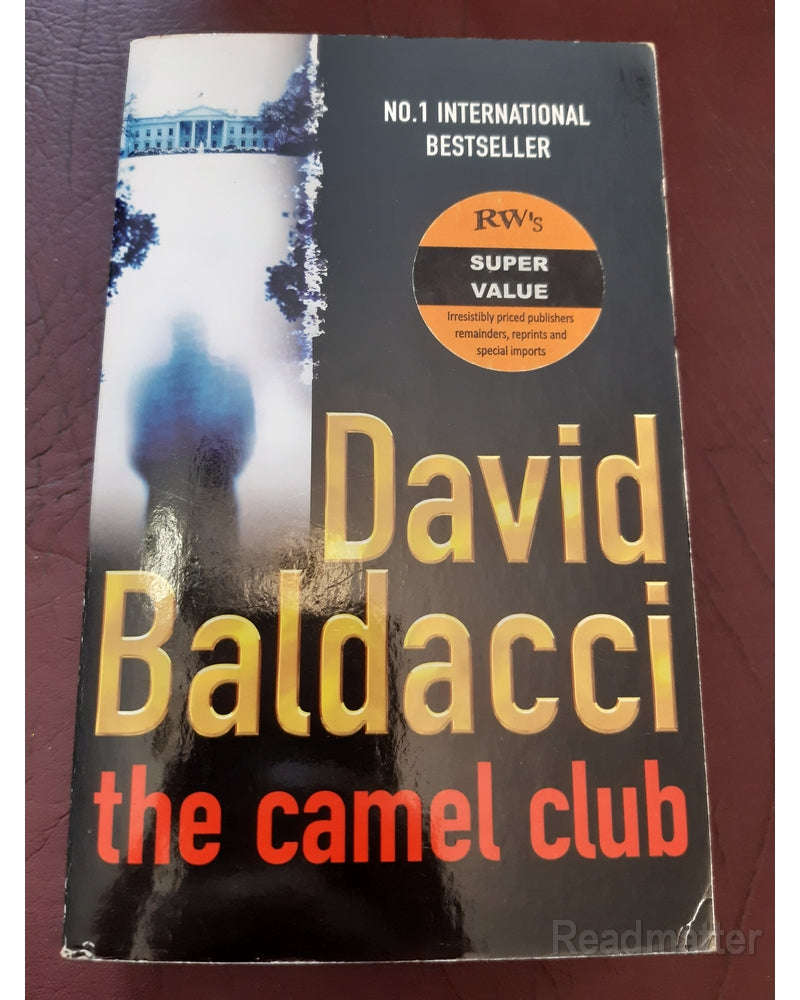 NO.1 INTERNATIONAL
BESTSELLER
RW's
SUPER
VALUE
Irresistibly priced publishers
remainders, reprints and
special imports
David
Baldacci
the camel club
Readmatter